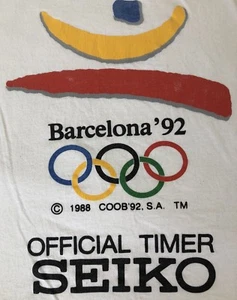 Barcelona'92
© 1988 COOB'92, S.A. TM
OFFICIAL TIMER
SEIKO